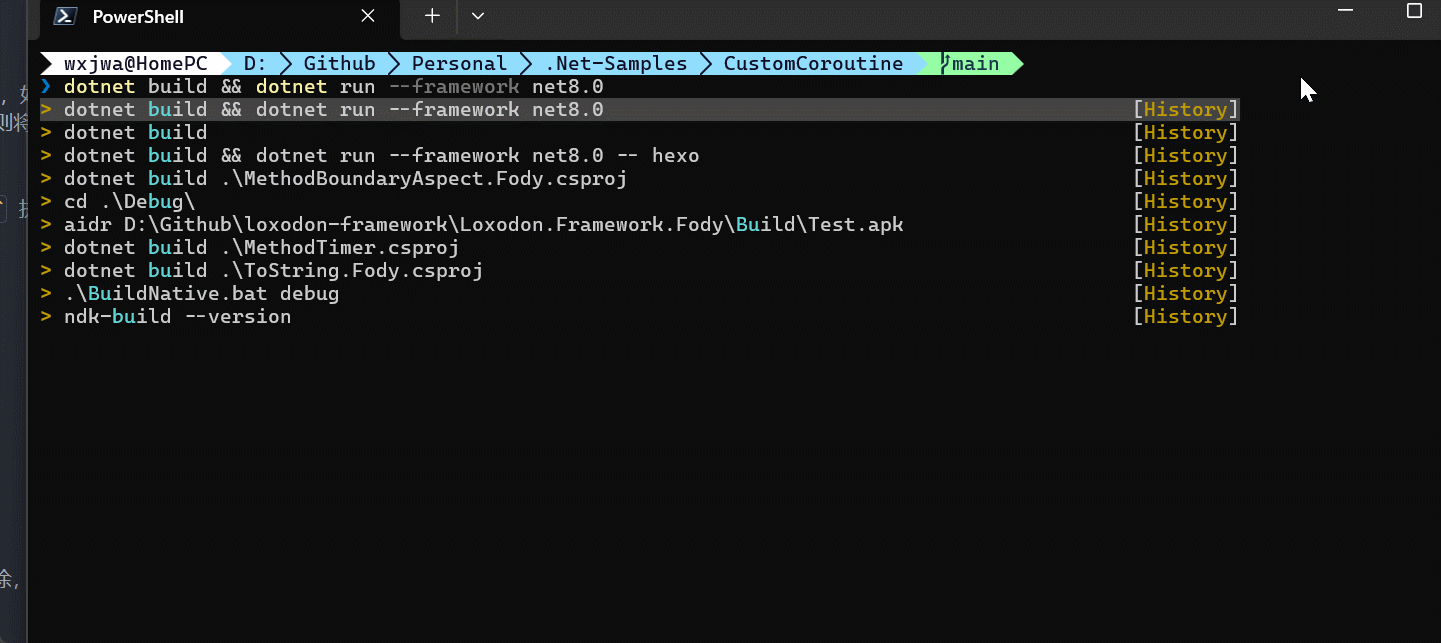 PowerShell
wxjwa@HomePC D: Github Personal .Net-Samples CustomCoroutine main
❯ dotnet build && dotnet run --framework net8.0
> dotnet build && dotnet run --framework net8.0 [History]
> dotnet build [History]
> dotnet build && dotnet run --framework net8.0 -- hexo [History]
> dotnet build .\MethodBoundaryAspect.Fody.csproj [History]
> cd .\Debug\ [History]
> aidr D:\Github\loxodon-framework\Loxodon.Framework.Fody\Build\Test.apk [History]
> dotnet build .\MethodTimer.csproj [History]
> dotnet build .\ToString.Fody.csproj [History]
> .\BuildNative.bat debug [History]
> ndk-build --version [History]